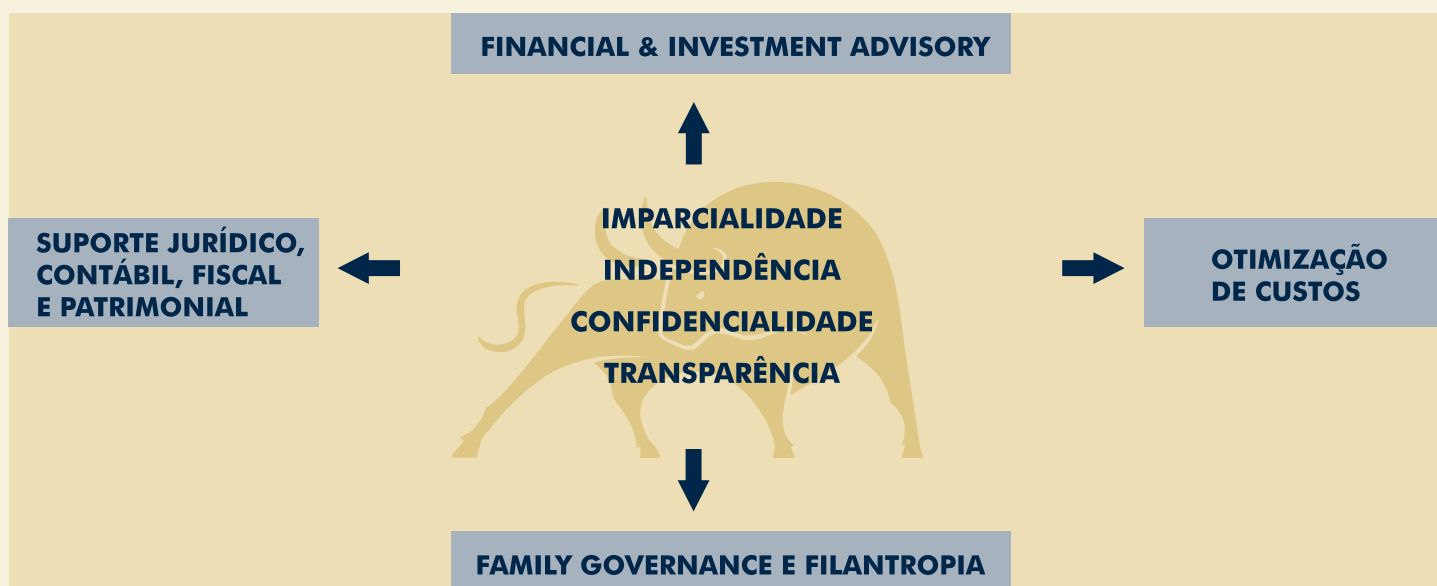 FINANCIAL & INVESTMENT ADVISORY
IMPARCIALIDADE
INDEPENDÊNCIA
CONFIDENCIALIDADE
TRANSPARÊNCIA
SUPORTE JURÍDICO,
CONTÁBIL, FISCAL
E PATRIMONIAL
OTIMIZAÇÃO
DE CUSTOS
FAMILY GOVERNANCE E FILANTROPIA